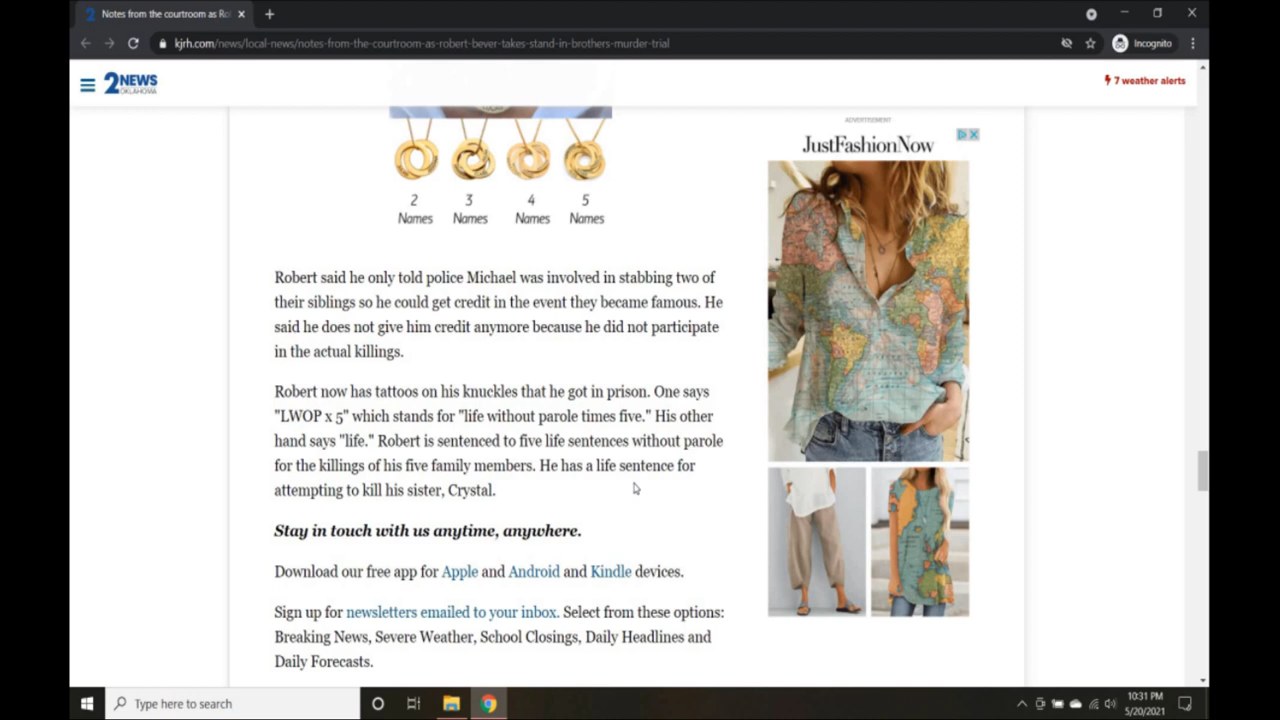 Notes from the courtroom as Ro
Incognito
kjrh.com/news/local-news/notes-from-the-courtroom-as-robert-bever-takes-stand-in-brothers-murder-trial
2NEWS
OKLAHOMA
7 weather alerts
2 3 4 5
Names Names Names Names
Robert said he only told police Michael was involved in stabbing two of
their siblings so he could get credit in the event they became famous. He
said he does not give him credit anymore because he did not participate
in the actual killings.
Robert now has tattoos on his knuckles that he got in prison. One says
"LWOP x 5" which stands for "life without parole times five." His other
hand says "life." Robert is sentenced to five life sentences without parole
for the killings of his five family members. He has a life sentence for
attempting to kill his sister, Crystal.
Stay in touch with us anytime, anywhere.
Download our free app for Apple and Android and Kindle devices.
Sign up for newsletters emailed to your inbox. Select from these options:
Breaking News, Severe Weather, School Closings, Daily Headlines and
Daily Forecasts.
ADVERTISEMENT
JustFashionNow
Type here to search
10:31 PM
5/20/2021